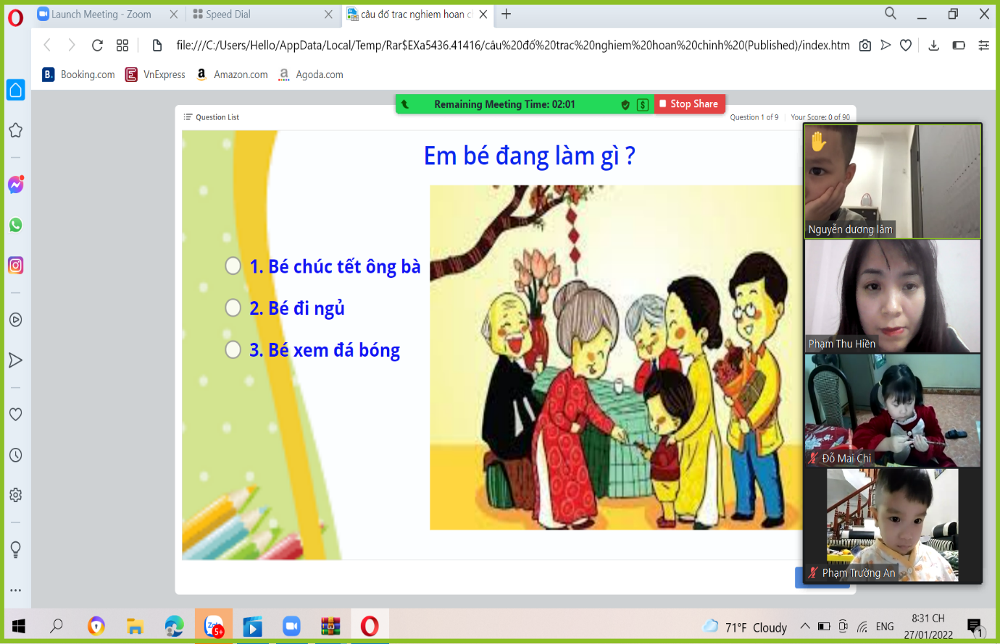 Launch Meeting - Zoom
Speed Dial
câu đố trac nghiem hoan c
file:///C:/Users/Hello/AppData/Local/Temp/Rar$EXa5436.41416/câu%20đố%20trac%20nghiem%20hoan%20chinh%20(Published)/index.htm
B. Booking.com
E VnExpress
a Amazon.com
a Agoda.com
Remaining Meeting Time: 02:01
$
Stop Share
Question List
Question 1 of 9
Your Score: 0 of 90
Em bé đang làm gì ?
1. Bé chúc tết ông bà
2. Bé đi ngủ
3. Bé xem đá bóng
Nguyễn dương lâm
Phạm Thu Hiền
Đỗ Mai Chi
Phạm Trường An
Zalo
5+
71°F Cloudy
ENG
8:31 CH
27/01/2022
1